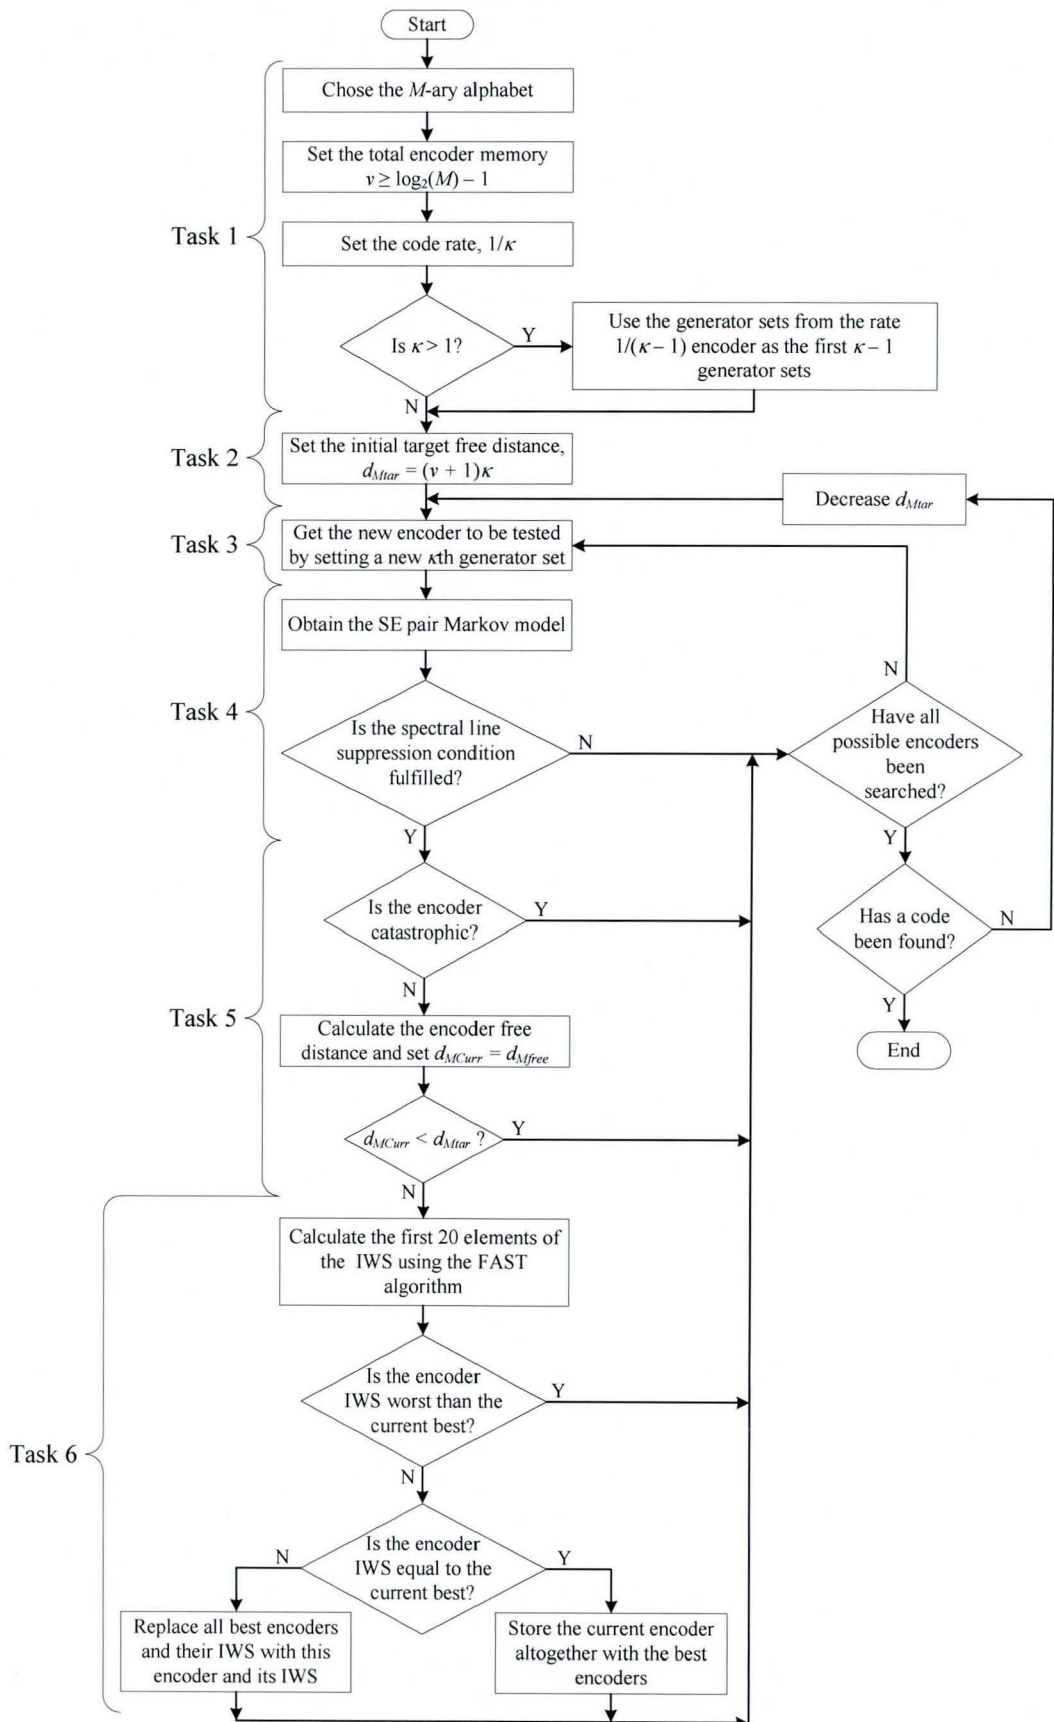 Start
Task 1
Chose the M-ary alphabet
Set the total encoder memory
v ≥ log₂(M) − 1
Set the code rate, 1/κ
Is κ > 1?
Y
Use the generator sets from the rate
1/(κ − 1) encoder as the first κ − 1
generator sets
N
Task 2
Set the initial target free distance,
d_Mtar = (v + 1)κ
Decrease d_Mtar
Task 3
Get the new encoder to be tested
by setting a new κth generator set
Task 4
Obtain the SE pair Markov model
Is the spectral line
suppression condition
fulfilled?
N
Y
N
Have all
possible encoders
been
searched?
Y
Has a code
been found?
N
Y
End
Task 5
Is the encoder
catastrophic?
Y
N
Calculate the encoder free
distance and set d_MCurr = d_Mfree
d_MCurr < d_Mtar ?
Y
N
Task 6
Calculate the first 20 elements of
the IWS using the FAST
algorithm
Is the encoder
IWS worst than the
current best?
Y
N
Is the encoder
IWS equal to the
current best?
N
Y
Replace all best encoders
and their IWS with this
encoder and its IWS
Store the current encoder
altogether with the best
encoders